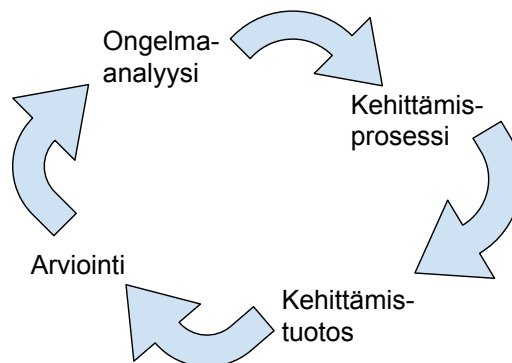 Ongelma-
analyysi
Kehittämis-
prosessi
Kehittämis-
tuotos
Arviointi